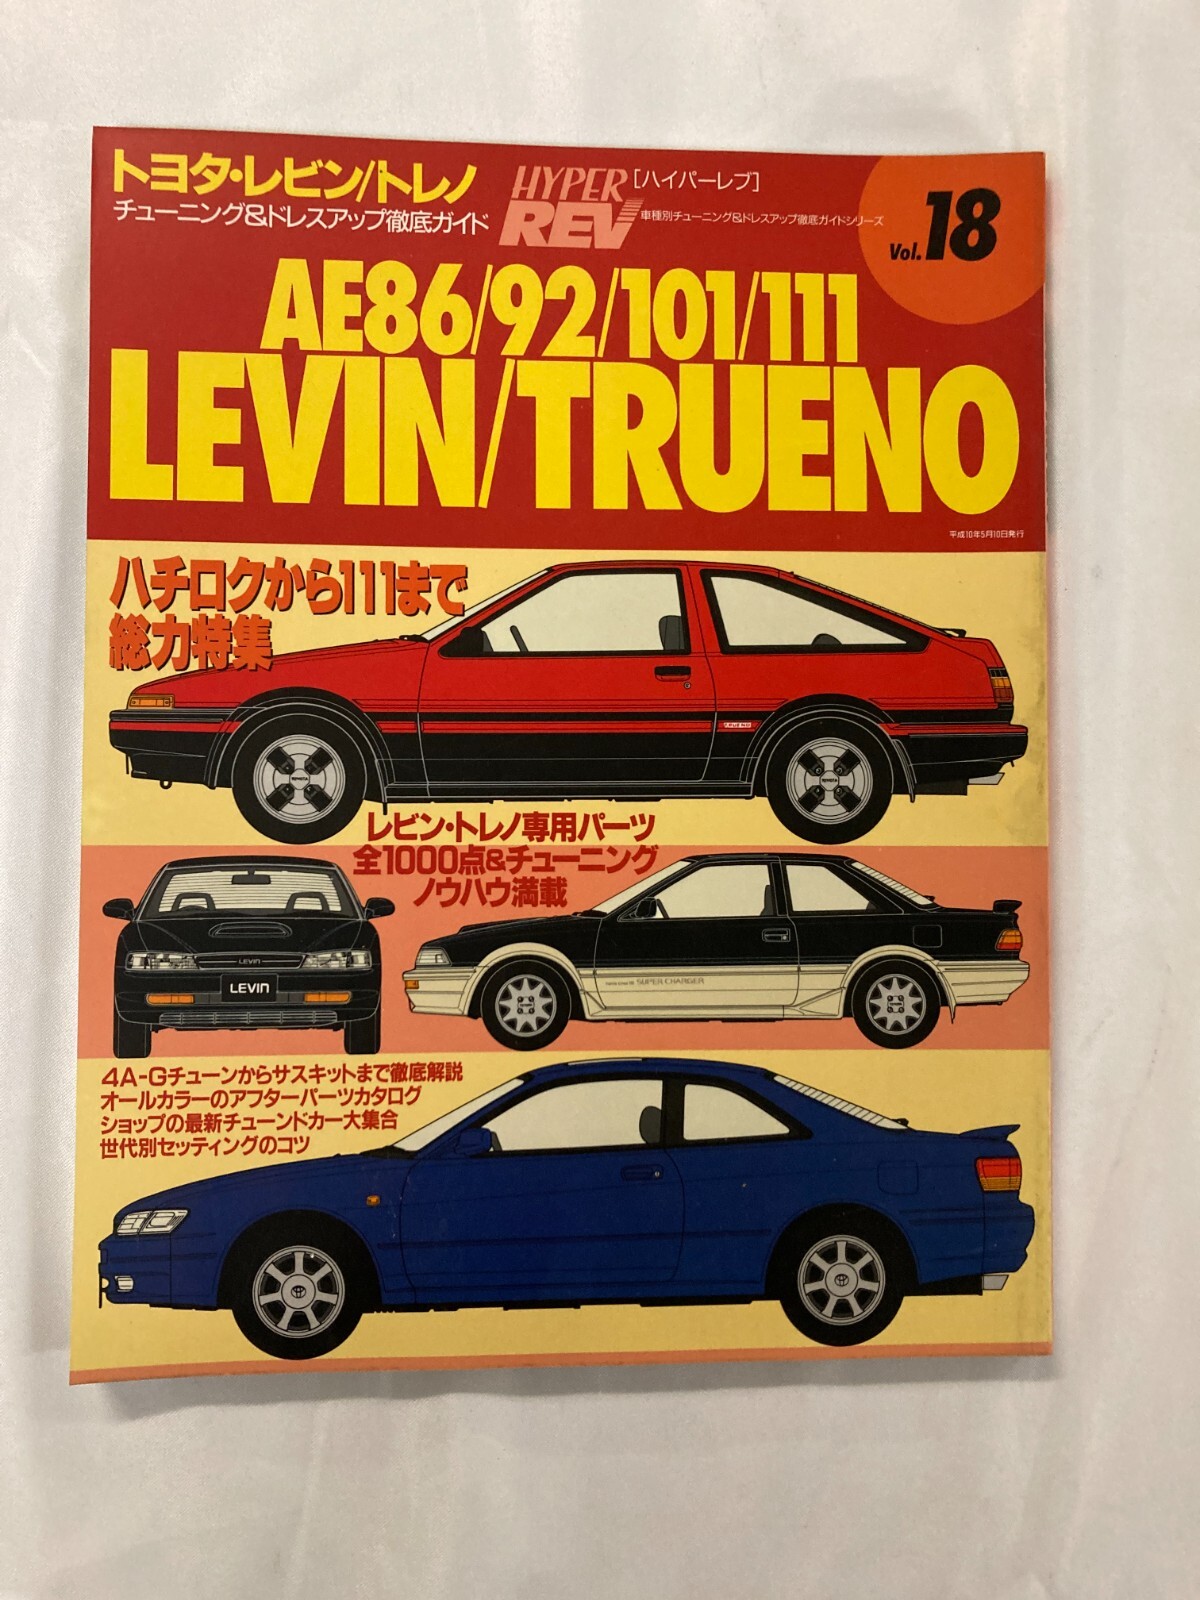 トヨタ・レビン/トレノ
チューニング&ドレスアップ徹底ガイド
HYPER
REV
[ハイパーレブ]
車種別チューニング&ドレスアップ徹底ガイドシリーズ
Vol.18
AE86/92/101/111
LEVIN/TRUENO
平成10年5月10日発行
ハチロクから111まで
総力特集
TRUENO
レビン・トレノ専用パーツ
全1000点&チューニング
ノウハウ満載
LEVIN
LEVIN
SUPER CHARGER
4A-Gチューンからサスキットまで徹底解説
オールカラーのアフターパーツカタログ
ショップの最新チューンドカー大集合
世代別セッティングのコツ